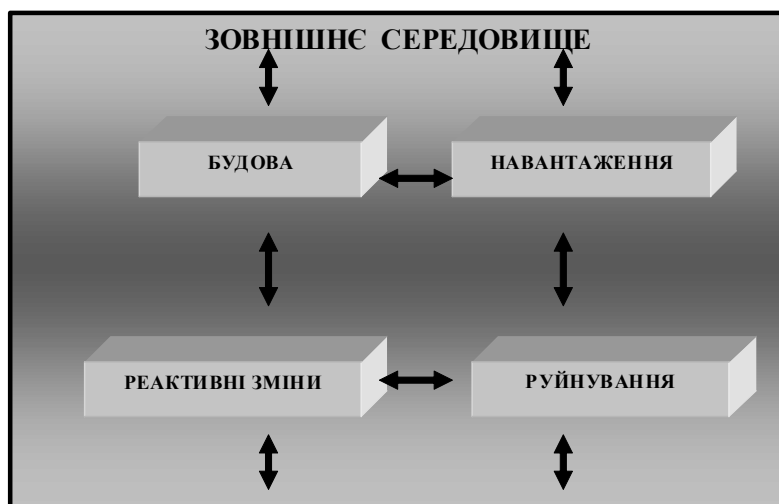 ЗОВНІШНЄ СЕРЕДОВИЩЕ
БУДОВА
НАВАНТАЖЕННЯ
РЕАКТИВНІ ЗМІНИ
РУЙНУВАННЯ